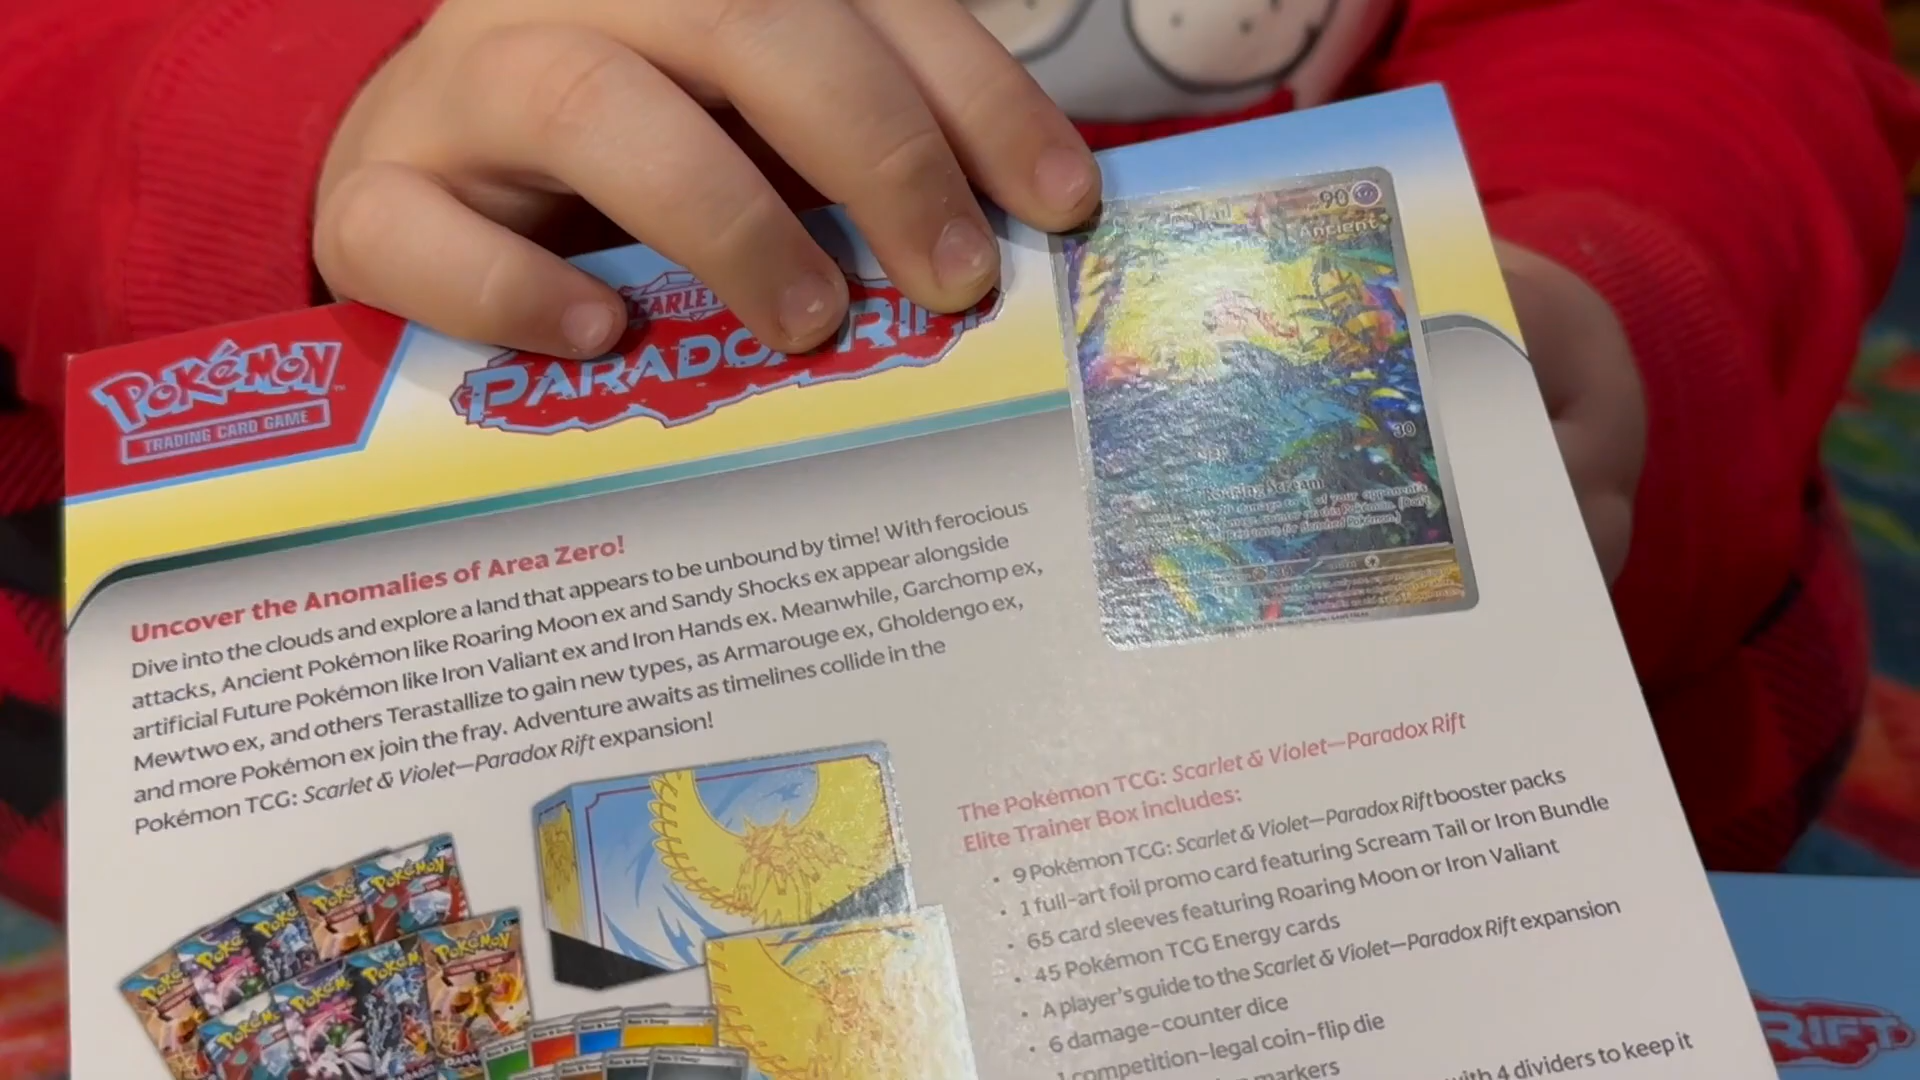 90
Ancient
SCARLET
PARADOX RIFT
POKÉMON
TRADING CARD GAME
30
Roaring Scream
Uncover the Anomalies of Area Zero!
Dive into the clouds and explore a land that appears to be unbound by time! With ferocious
attacks, Ancient Pokémon like Roaring Moon ex and Sandy Shocks ex appear alongside
artificial Future Pokémon like Iron Valiant ex and Iron Hands ex. Meanwhile, Garchomp ex,
Mewtwo ex, and others Terastallize to gain new types, as Armarouge ex, Gholdengo ex,
and more Pokémon ex join the fray. Adventure awaits as timelines collide in the
Pokémon TCG: Scarlet & Violet—Paradox Rift expansion!
The Pokémon TCG: Scarlet & Violet—Paradox Rift
Elite Trainer Box includes:
• 9 Pokémon TCG: Scarlet & Violet—Paradox Rift booster packs
• 1 full-art foil promo card featuring Scream Tail or Iron Bundle
• 65 card sleeves featuring Roaring Moon or Iron Valiant
• 45 Pokémon TCG Energy cards
• A player's guide to the Scarlet & Violet—Paradox Rift expansion
• 6 damage-counter dice
1 competition-legal coin-flip die
markers
with 4 dividers to keep it
POKÉMON
POKÉMON
POKÉMON
RIFT